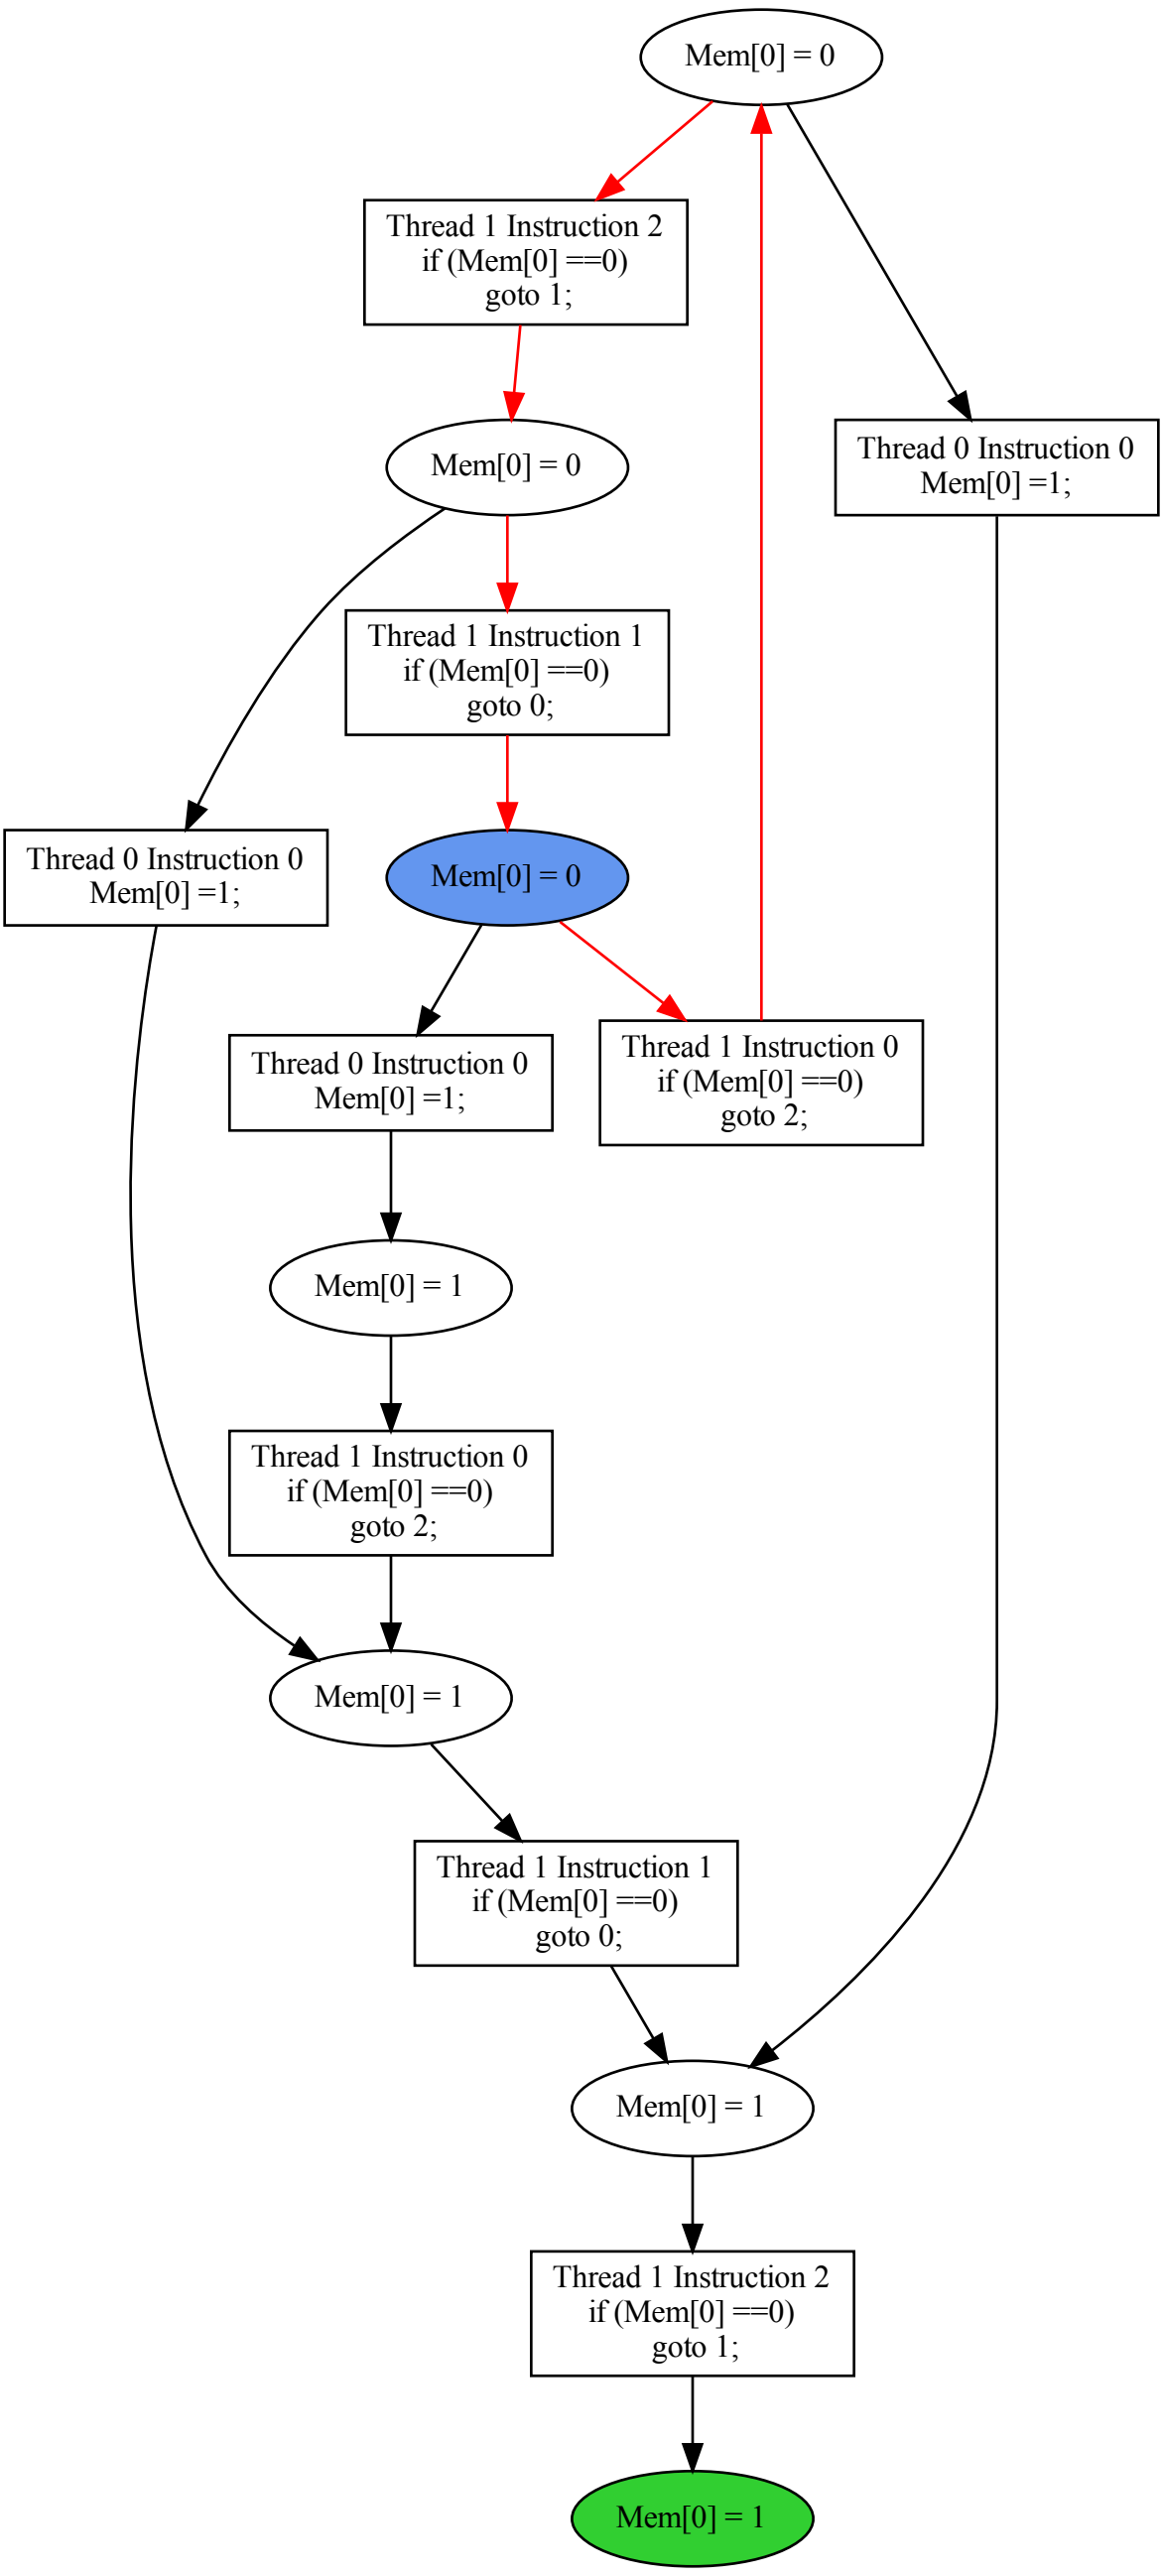 Mem[0] = 0
Thread 1 Instruction 2
if (Mem[0] ==0)
goto 1;
Mem[0] = 0
Thread 0 Instruction 0
Mem[0] =1;
Thread 1 Instruction 1
if (Mem[0] ==0)
goto 0;
Thread 0 Instruction 0
Mem[0] =1;
Mem[0] = 0
Thread 0 Instruction 0
Mem[0] =1;
Thread 1 Instruction 0
if (Mem[0] ==0)
goto 2;
Mem[0] = 1
Thread 1 Instruction 0
if (Mem[0] ==0)
goto 2;
Mem[0] = 1
Thread 1 Instruction 1
if (Mem[0] ==0)
goto 0;
Mem[0] = 1
Thread 1 Instruction 2
if (Mem[0] ==0)
goto 1;
Mem[0] = 1